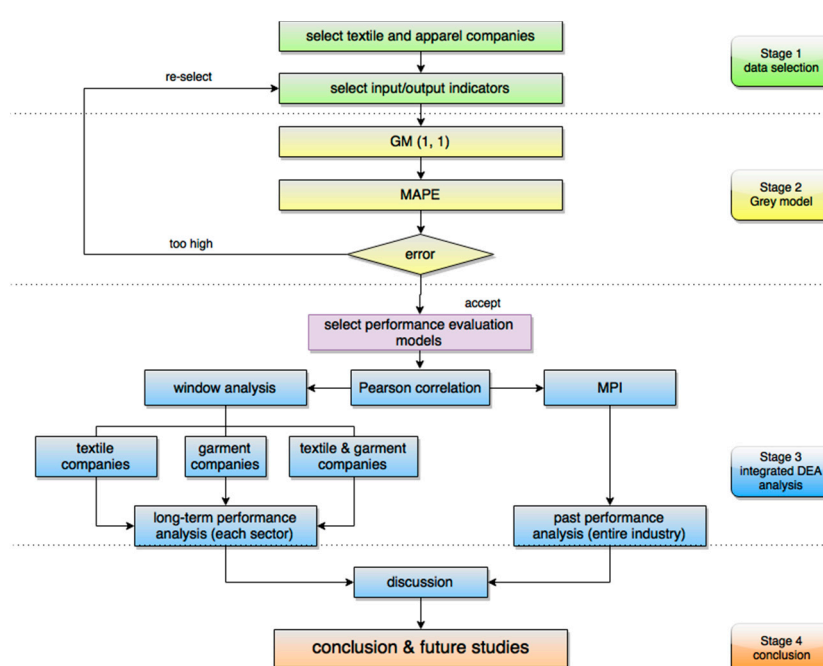 select textile and apparel companies
Stage 1
data selection
re-select
select input/output indicators
GM (1, 1)
MAPE
Stage 2
Grey model
too high
error
accept
select performance evaluation
models
window analysis
Pearson correlation
MPI
textile
companies
garment
companies
textile & garment
companies
Stage 3
integrated DEA
analysis
long-term performance
analysis (each sector)
past performance
analysis (entire industry)
discussion
conclusion & future studies
Stage 4
conclusion